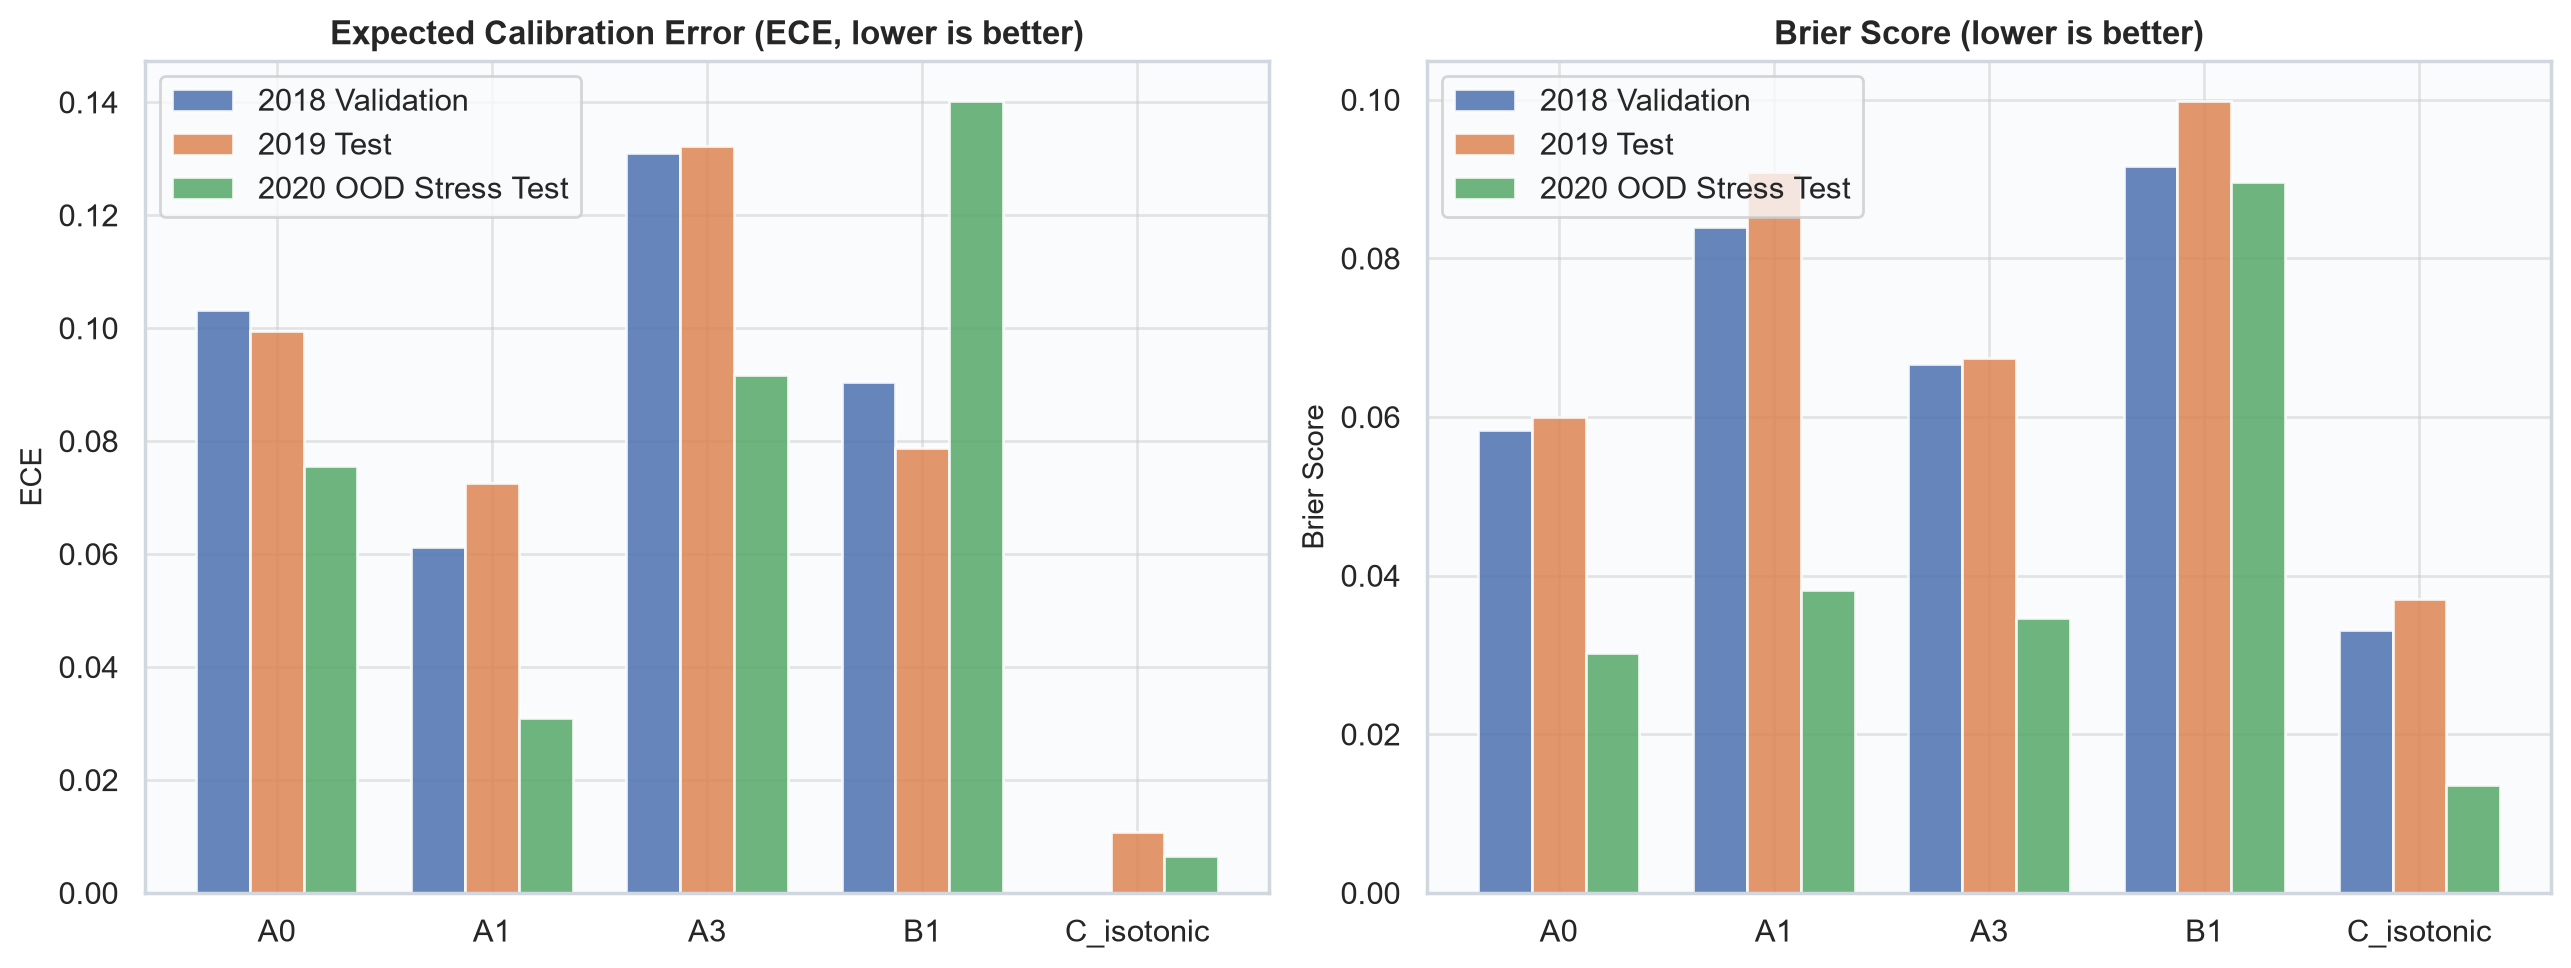 Expected Calibration Error (ECE, lower is better)
2018 Validation
2019 Test
2020 OOD Stress Test
0.14
0.12
0.10
0.08
0.06
0.04
0.02
0.00
ECE
A0
A1
A3
B1
C_isotonic
Brier Score (lower is better)
2018 Validation
2019 Test
2020 OOD Stress Test
0.10
0.08
0.06
0.04
0.02
0.00
Brier Score
A0
A1
A3
B1
C_isotonic